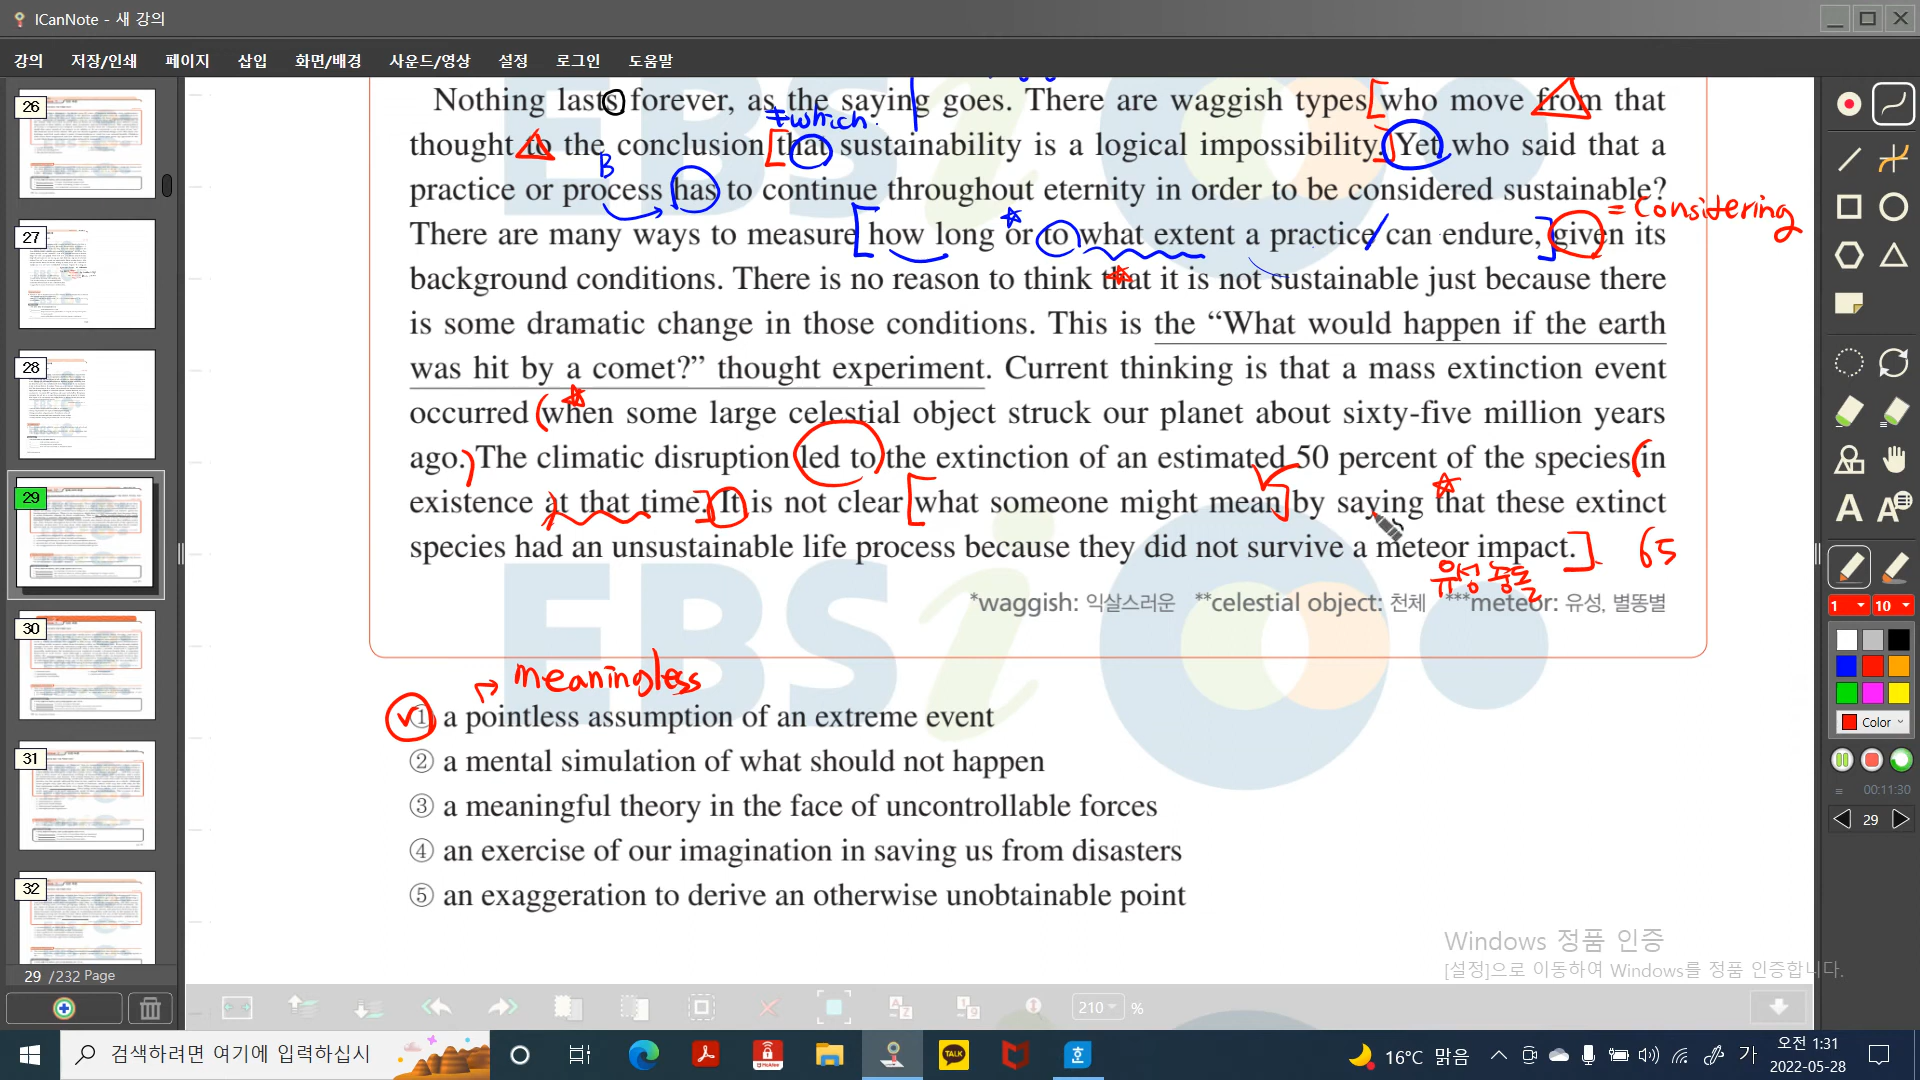 ICanNote - 새 강의
강의 저장/인쇄 페이지 삽입 화면/배경 사운드/영상 설정 로그인 도움말
26
27
28
29
30
31
32
29 /232 Page
Nothing lasts forever, as the saying goes. There are waggish types who move from that
≠which
thought to the conclusion that sustainability is a logical impossibility. Yet who said that a
B
practice or process has to continue throughout eternity in order to be considered sustainable?
= Considering
There are many ways to measure how long or to what extent a practice can endure, given its
background conditions. There is no reason to think that it is not sustainable just because there
is some dramatic change in those conditions. This is the “What would happen if the earth
was hit by a comet?” thought experiment. Current thinking is that a mass extinction event
occurred when some large celestial object struck our planet about sixty-five million years
ago. The climatic disruption led to the extinction of an estimated 50 percent of the species in
existence at that time. It is not clear what someone might mean by saying that these extinct
species had an unsustainable life process because they did not survive a meteor impact.
65
유성 충돌
*waggish: 익살스러운 **celestial object: 천체 ***meteor: 유성, 별똥별
EBSi
meaningless
① a pointless assumption of an extreme event
② a mental simulation of what should not happen
③ a meaningful theory in the face of uncontrollable forces
④ an exercise of our imagination in saving us from disasters
⑤ an exaggeration to derive an otherwise unobtainable point
Windows 정품 인증
[설정]으로 이동하여 Windows를 정품 인증합니다.
1 10
Color
00:11:30
29
210 %
검색하려면 여기에 입력하십시
TALK
16°C 맑음
가
오전 1:31
2022-05-28